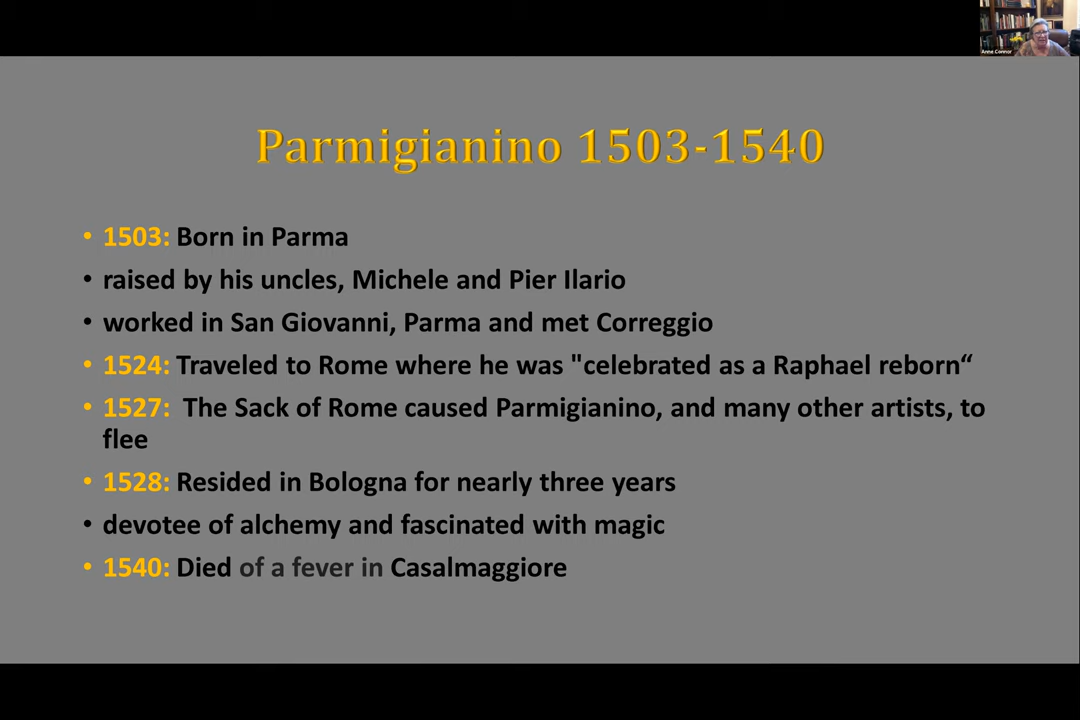 Anne Connor
Parmigianino 1503-1540
• 1503: Born in Parma
• raised by his uncles, Michele and Pier Ilario
• worked in San Giovanni, Parma and met Correggio
• 1524: Traveled to Rome where he was "celebrated as a Raphael reborn“
• 1527:  The Sack of Rome caused Parmigianino, and many other artists, to
flee
• 1528: Resided in Bologna for nearly three years
• devotee of alchemy and fascinated with magic
• 1540: Died of a fever in Casalmaggiore